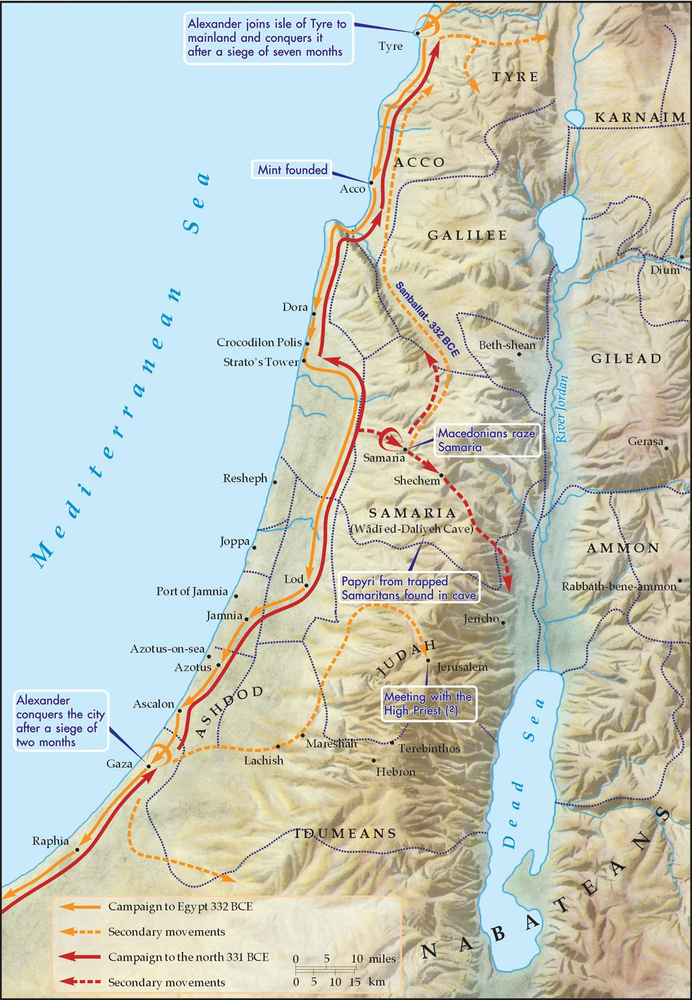 Alexander joins isle of Tyre to
mainland and conquers it
after a siege of seven months
Tyre
TYRE
KARNAIM
ACCO
Mint founded
Acco
Mediterranean Sea
GALILEE
Dium
Sanballat - 332 BCE
Dora
Crocodilon Polis
Strato's Tower
Beth-shean
GILEAD
River Jordan
Macedonians raze
Samaria
Samaria
Gerasa
Shechem
Resheph
SAMARIA
(Wâdī ed-Dalîyeh Cave)
Joppa
AMMON
Lod
Papyri from trapped
Samaritans found in cave
Rabbath-bene-ammon
Port of Jamnia
Jamnia
Jericho
Azotus-on-sea
Azotus
JUDAH
Jerusalem
Meeting with the
High Priest (?)
Alexander
conquers the city
after a siege of
two months
Ascalon
ASHDOD
Dead Sea
Mareshah
Terebinthos
Lachish
Hebron
Gaza
IDUMEANS
Raphia
NABATEANS
Campaign to Egypt 332 BCE
Secondary movements
Campaign to the north 331 BCE
Secondary movements
0 5 10 miles
0 5 10 15 km